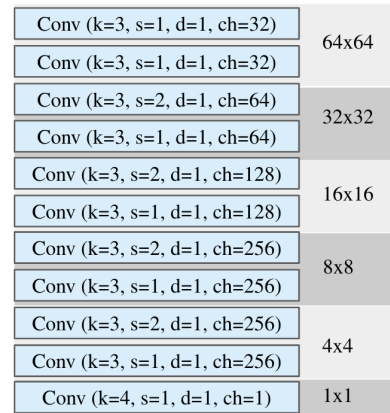 Conv (k=3, s=1, d=1, ch=32)
Conv (k=3, s=1, d=1, ch=32)
64x64
Conv (k=3, s=2, d=1, ch=64)
Conv (k=3, s=1, d=1, ch=64)
32x32
Conv (k=3, s=2, d=1, ch=128)
Conv (k=3, s=1, d=1, ch=128)
16x16
Conv (k=3, s=2, d=1, ch=256)
Conv (k=3, s=1, d=1, ch=256)
8x8
Conv (k=3, s=2, d=1, ch=256)
Conv (k=3, s=1, d=1, ch=256)
4x4
Conv (k=4, s=1, d=1, ch=1)
1x1